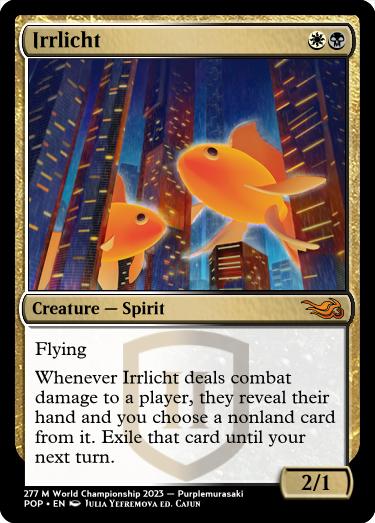 Irrlicht
Creature — Spirit
Flying
Whenever Irrlicht deals combat
damage to a player, they reveal their
hand and you choose a nonland card
from it. Exile that card until your
next turn.
2/1
277 M World Championship 2023 — Purplemurasaki
POP • EN Julia Yefremova ed. Cajun